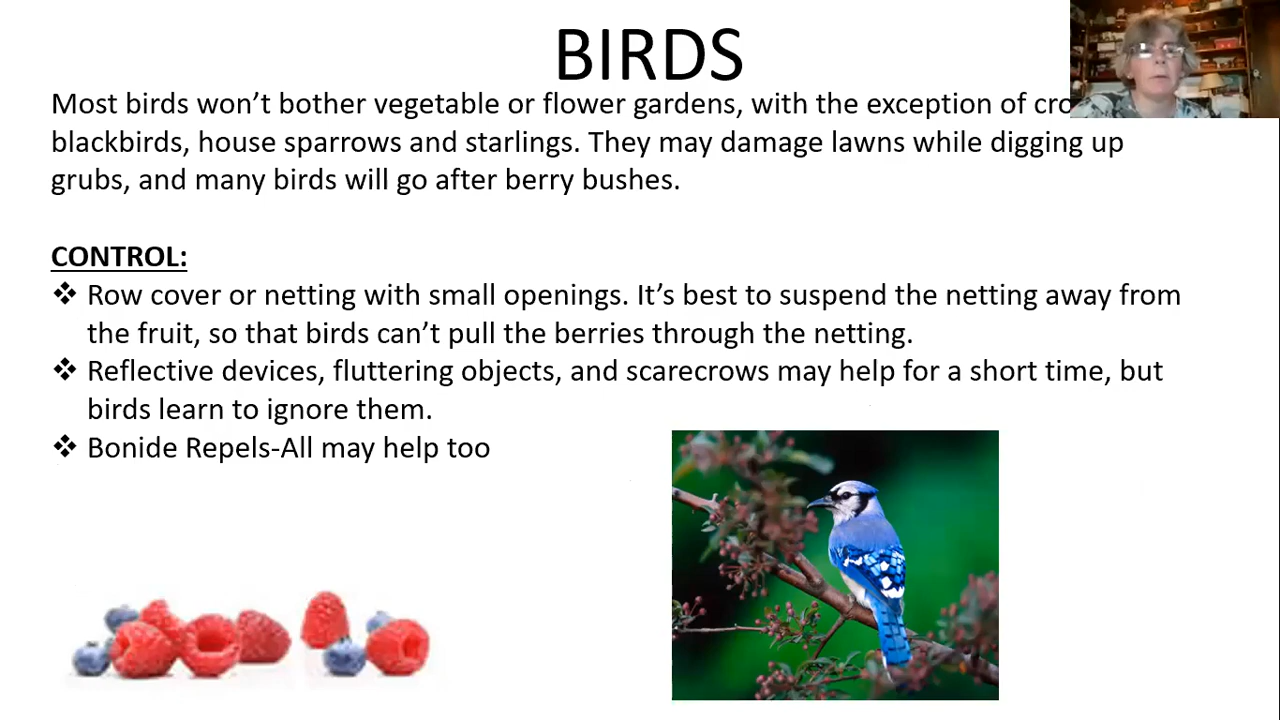 BIRDS
Most birds won’t bother vegetable or flower gardens, with the exception of
blackbirds, house sparrows and starlings. They may damage lawns while digging up
grubs, and many birds will go after berry bushes.
CONTROL:
❖ Row cover or netting with small openings. It’s best to suspend the netting away from
the fruit, so that birds can’t pull the berries through the netting.
❖ Reflective devices, fluttering objects, and scarecrows may help for a short time, but
birds learn to ignore them.
❖ Bonide Repels-All may help too